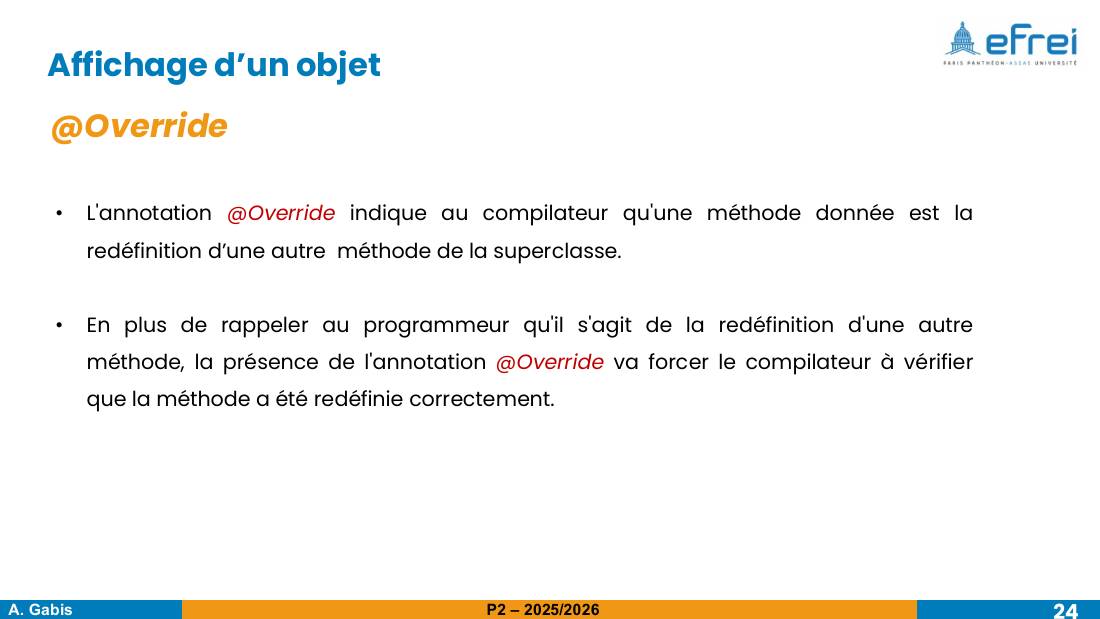 efrei
PARIS PANTHÉON-ASSAS UNIVERSITÉ
Affichage d’un objet
@Override
• L'annotation @Override indique au compilateur qu'une méthode donnée est la
redéfinition d’une autre  méthode de la superclasse.
• En plus de rappeler au programmeur qu'il s'agit de la redéfinition d'une autre
méthode, la présence de l'annotation @Override va forcer le compilateur à vérifier
que la méthode a été redéfinie correctement.
A. Gabis
P2 – 2025/2026
24